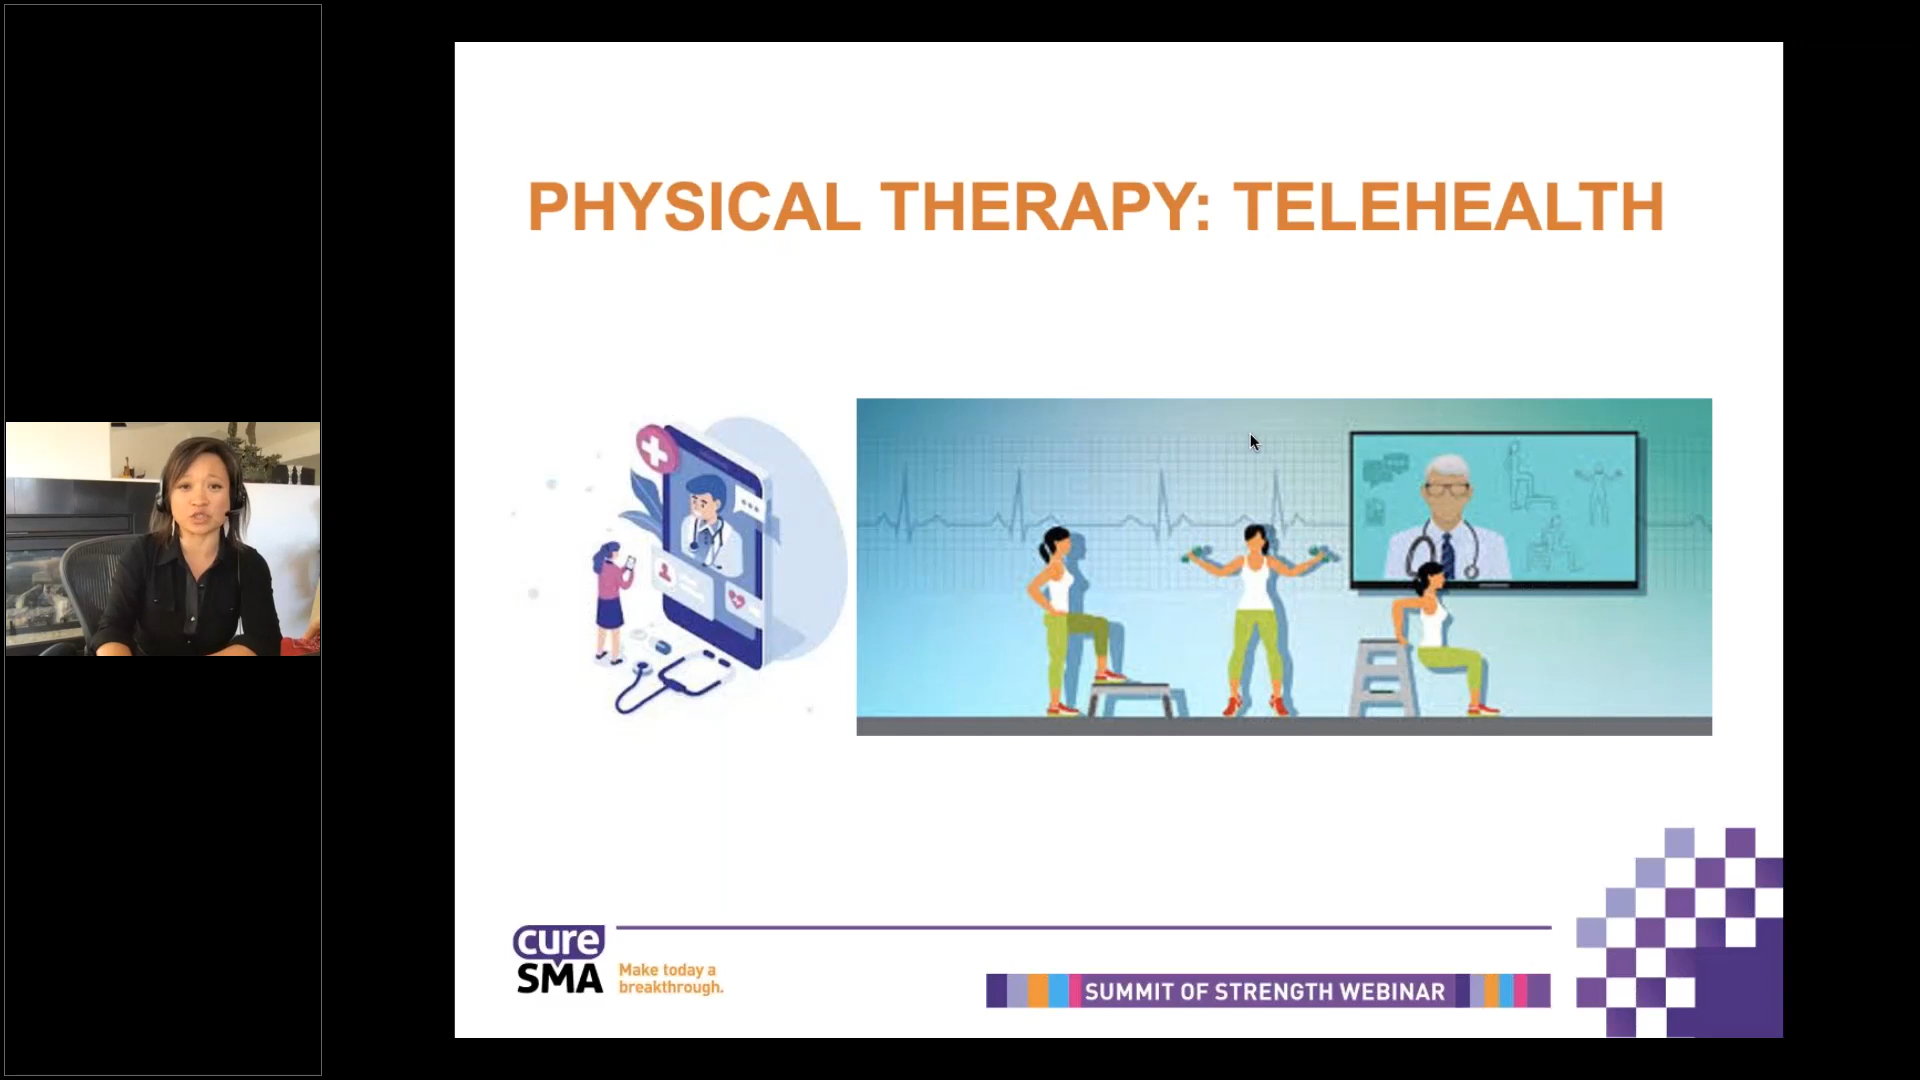 PHYSICAL THERAPY: TELEHEALTH
cure
SMA
Make today a
breakthrough.
SUMMIT OF STRENGTH WEBINAR